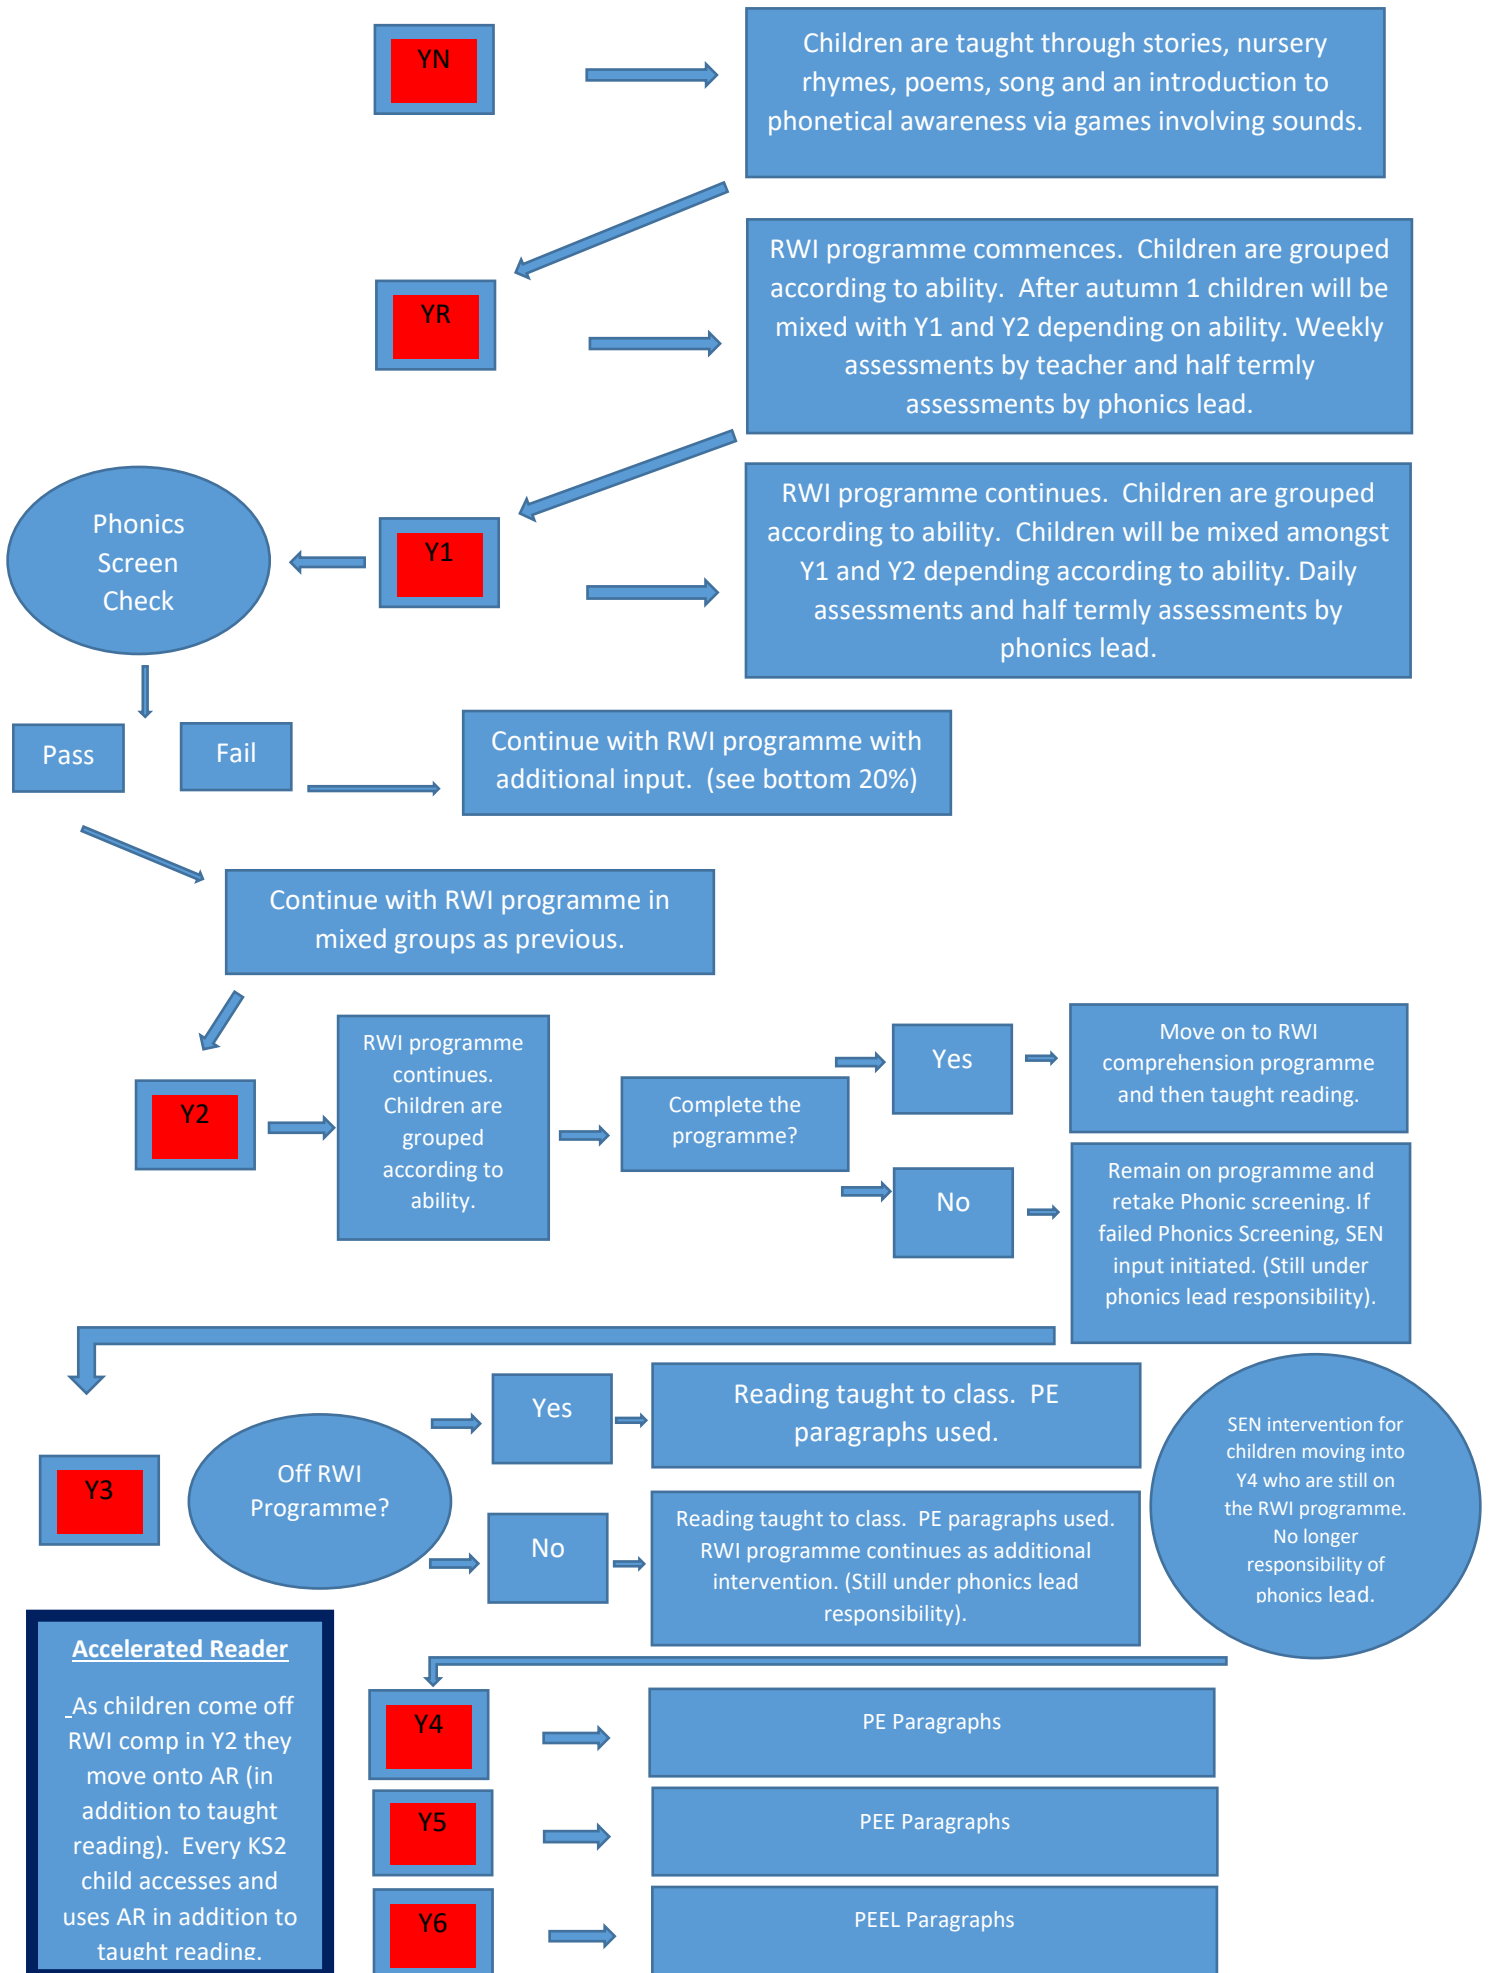 YN
Children are taught through stories, nursery
rhymes, poems, song and an introduction to
phonetical awareness via games involving sounds.
YR
RWI programme commences.  Children are grouped
according to ability.  After autumn 1 children will be
mixed with Y1 and Y2 depending on ability. Weekly
assessments by teacher and half termly
assessments by phonics lead.
Phonics
Screen
Check
Y1
RWI programme continues.  Children are grouped
according to ability.  Children will be mixed amongst
Y1 and Y2 depending according to ability. Daily
assessments and half termly assessments by
phonics lead.
Pass
Fail
Continue with RWI programme with
additional input.  (see bottom 20%)
Continue with RWI programme in
mixed groups as previous.
Y2
RWI programme
continues.
Children are
grouped
according to
ability.
Complete the
programme?
Yes
Move on to RWI
comprehension programme
and then taught reading.
No
Remain on programme and
retake Phonic screening. If
failed Phonics Screening, SEN
input initiated. (Still under
phonics lead responsibility).
Y3
Off RWI
Programme?
Yes
Reading taught to class.  PE
paragraphs used.
No
Reading taught to class.  PE paragraphs used.
RWI programme continues as additional
intervention. (Still under phonics lead
responsibility).
SEN intervention for
children moving into
Y4 who are still on
the RWI programme.
No longer
responsibility of
phonics lead.
Accelerated Reader
As children come off
RWI comp in Y2 they
move onto AR (in
addition to taught
reading).  Every KS2
child accesses and
uses AR in addition to
taught reading.
Y4
PE Paragraphs
Y5
PEE Paragraphs
Y6
PEEL Paragraphs